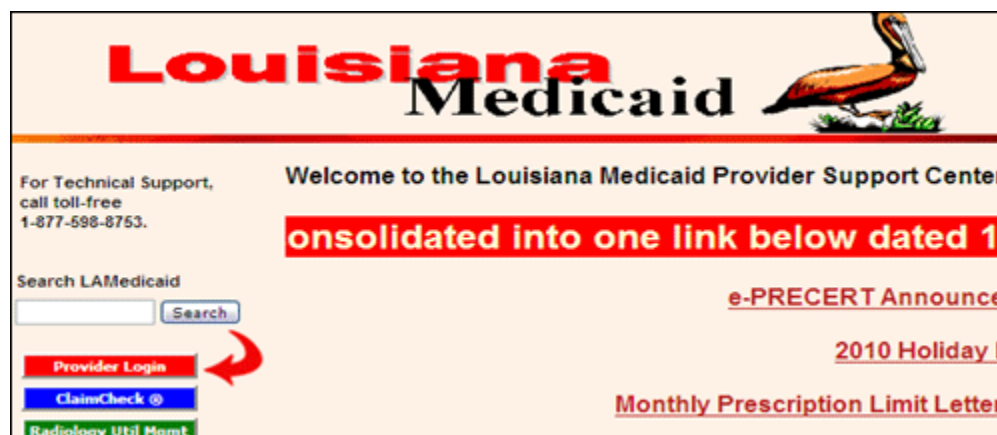 Louisiana
Medicaid
For Technical Support,
call toll-free
1-877-598-8753.
Welcome to the Louisiana Medicaid Provider Support Cente
onsolidated into one link below dated 1
Search LAMedicaid
Search
e-PRECERT Announce
2010 Holiday
Provider Login
ClaimCheck ®
Monthly Prescription Limit Letter
Radiology Util Mgmt